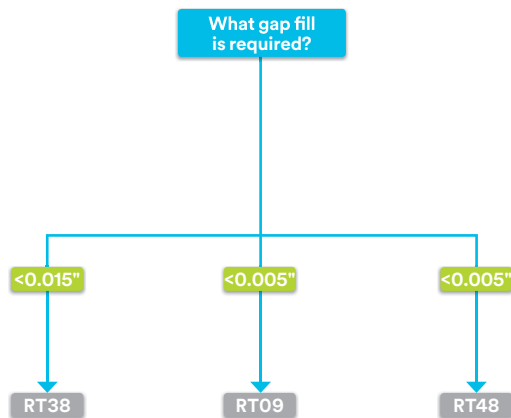 What gap fill
is required?
<0.015"
<0.005"
<0.005"
RT38
RT09
RT48